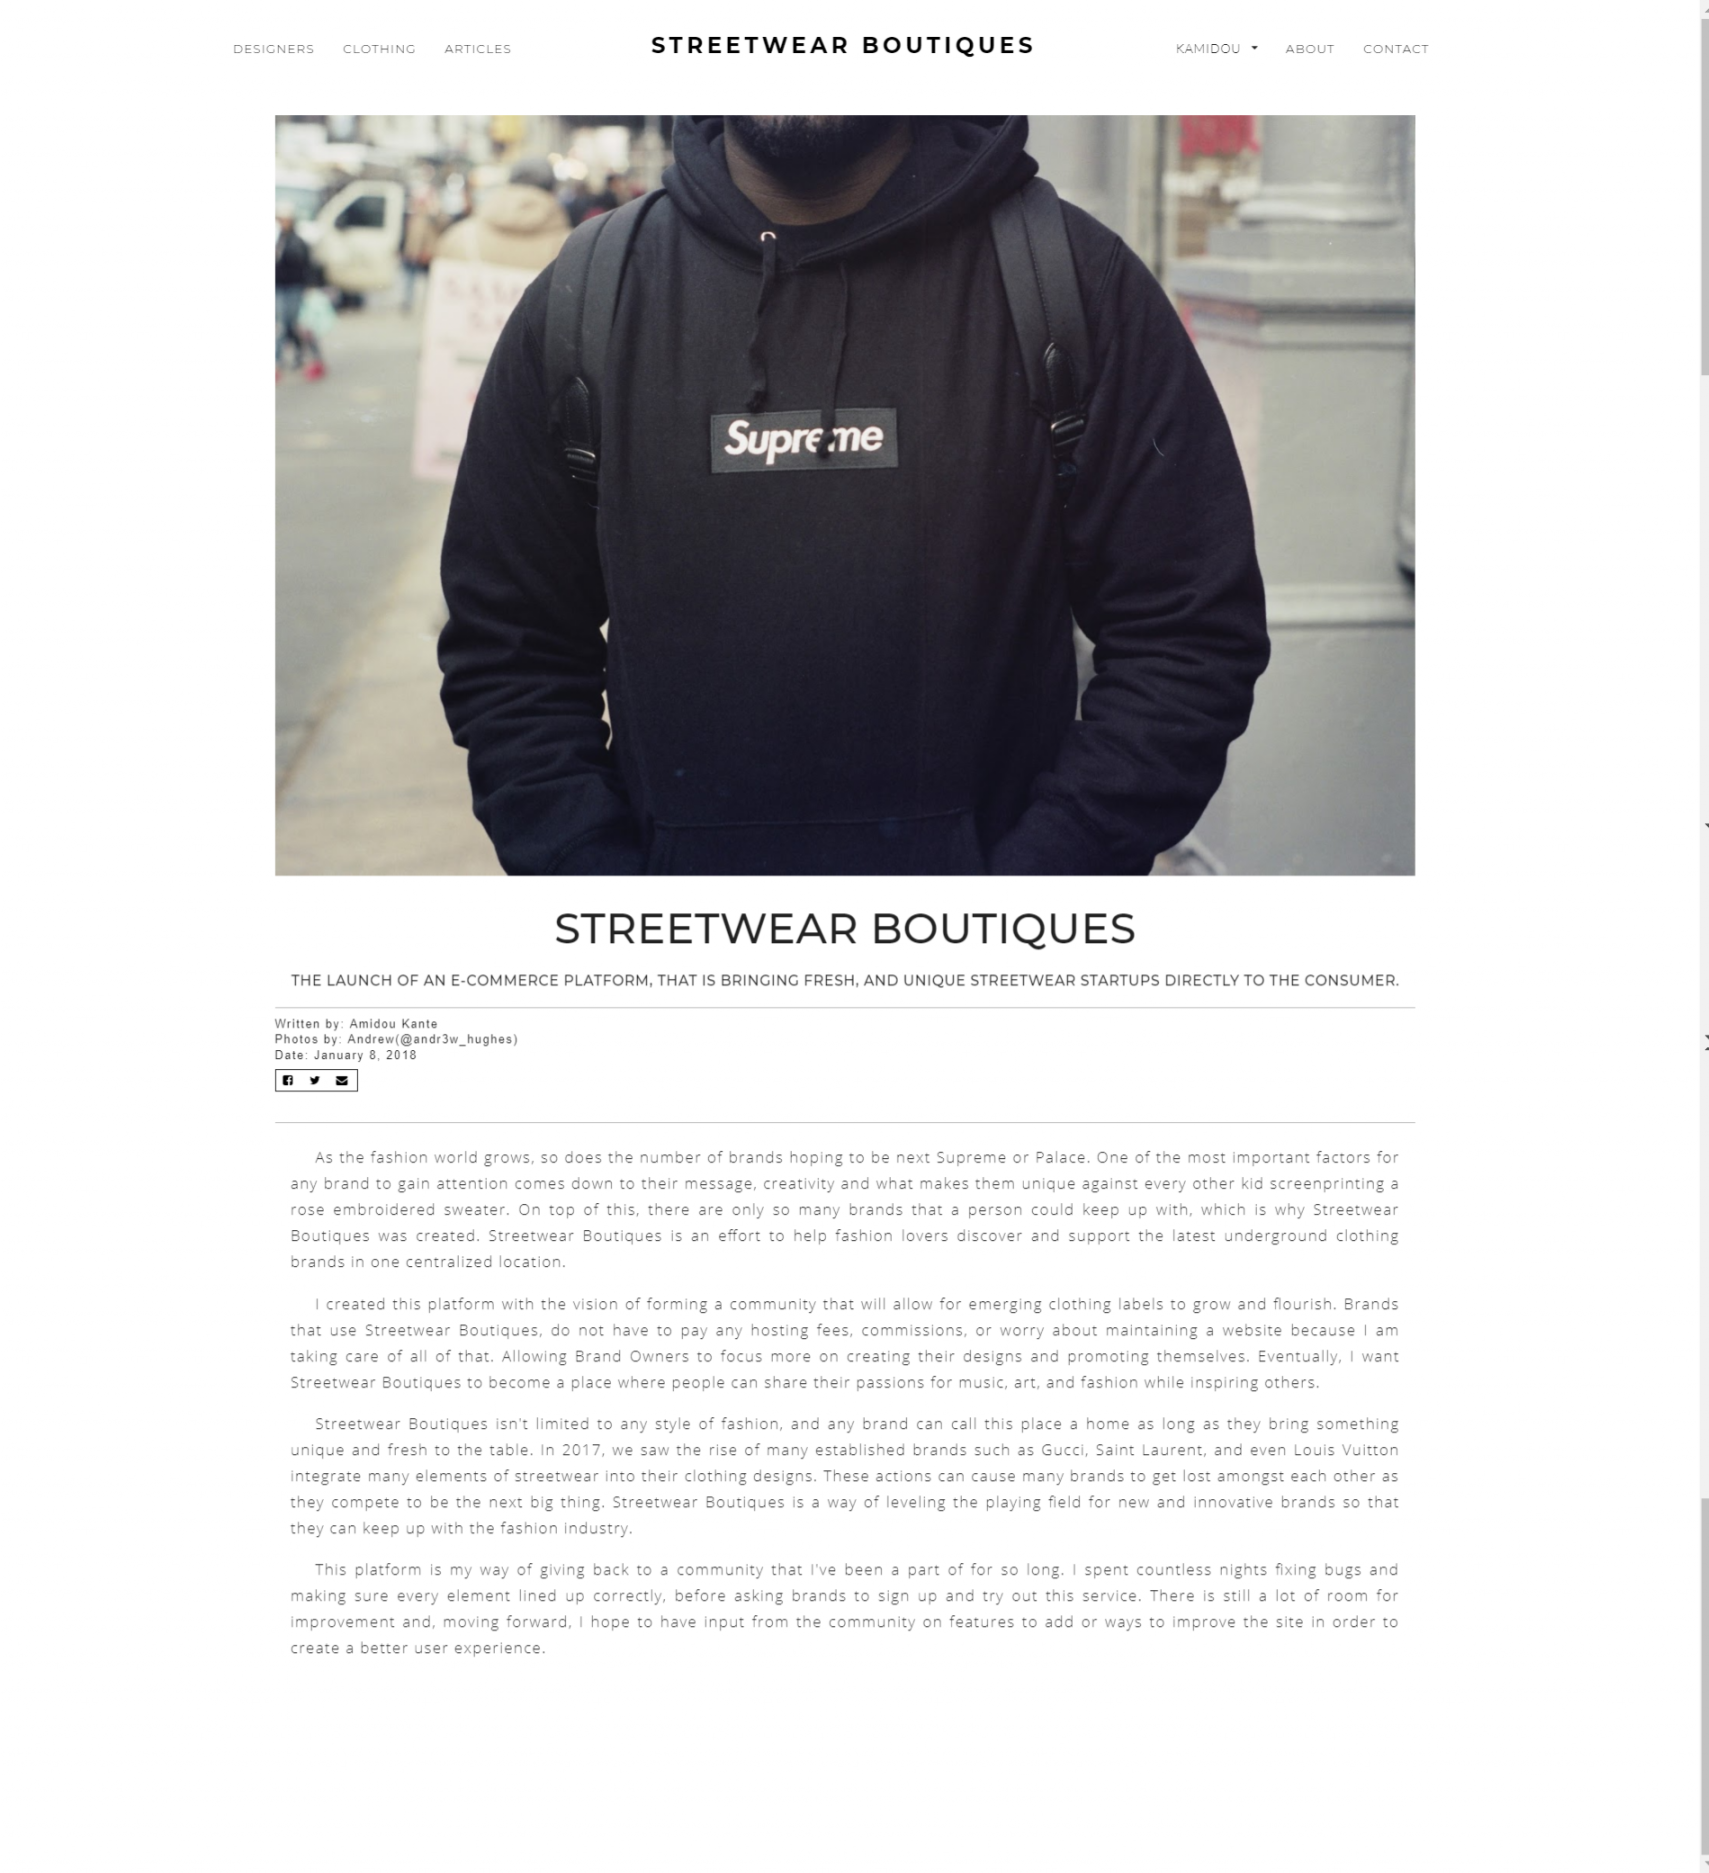 DESIGNERS CLOTHING ARTICLES STREETWEAR BOUTIQUES KAMIDOU ABOUT CONTACT
Supreme
STREETWEAR BOUTIQUES
THE LAUNCH OF AN E-COMMERCE PLATFORM, THAT IS BRINGING FRESH, AND UNIQUE STREETWEAR STARTUPS DIRECTLY TO THE CONSUMER.
Written by: Amidou Kante
Photos by: Andrew(@andr3w_hughes)
Date: January 8, 2018
As the fashion world grows, so does the number of brands hoping to be next Supreme or Palace. One of the most important factors for
any brand to gain attention comes down to their message, creativity and what makes them unique against every other kid screenprinting a
rose embroidered sweater. On top of this, there are only so many brands that a person could keep up with, which is why Streetwear
Boutiques was created. Streetwear Boutiques is an effort to help fashion lovers discover and support the latest underground clothing
brands in one centralized location.
I created this platform with the vision of forming a community that will allow for emerging clothing labels to grow and flourish. Brands
that use Streetwear Boutiques, do not have to pay any hosting fees, commissions, or worry about maintaining a website because I am
taking care of all of that. Allowing Brand Owners to focus more on creating their designs and promoting themselves. Eventually, I want
Streetwear Boutiques to become a place where people can share their passions for music, art, and fashion while inspiring others.
Streetwear Boutiques isn't limited to any style of fashion, and any brand can call this place a home as long as they bring something
unique and fresh to the table. In 2017, we saw the rise of many established brands such as Gucci, Saint Laurent, and even Louis Vuitton
integrate many elements of streetwear into their clothing designs. These actions can cause many brands to get lost amongst each other as
they compete to be the next big thing. Streetwear Boutiques is a way of leveling the playing field for new and innovative brands so that
they can keep up with the fashion industry.
This platform is my way of giving back to a community that I've been a part of for so long. I spent countless nights fixing bugs and
making sure every element lined up correctly, before asking brands to sign up and try out this service. There is still a lot of room for
improvement and, moving forward, I hope to have input from the community on features to add or ways to improve the site in order to
create a better user experience.